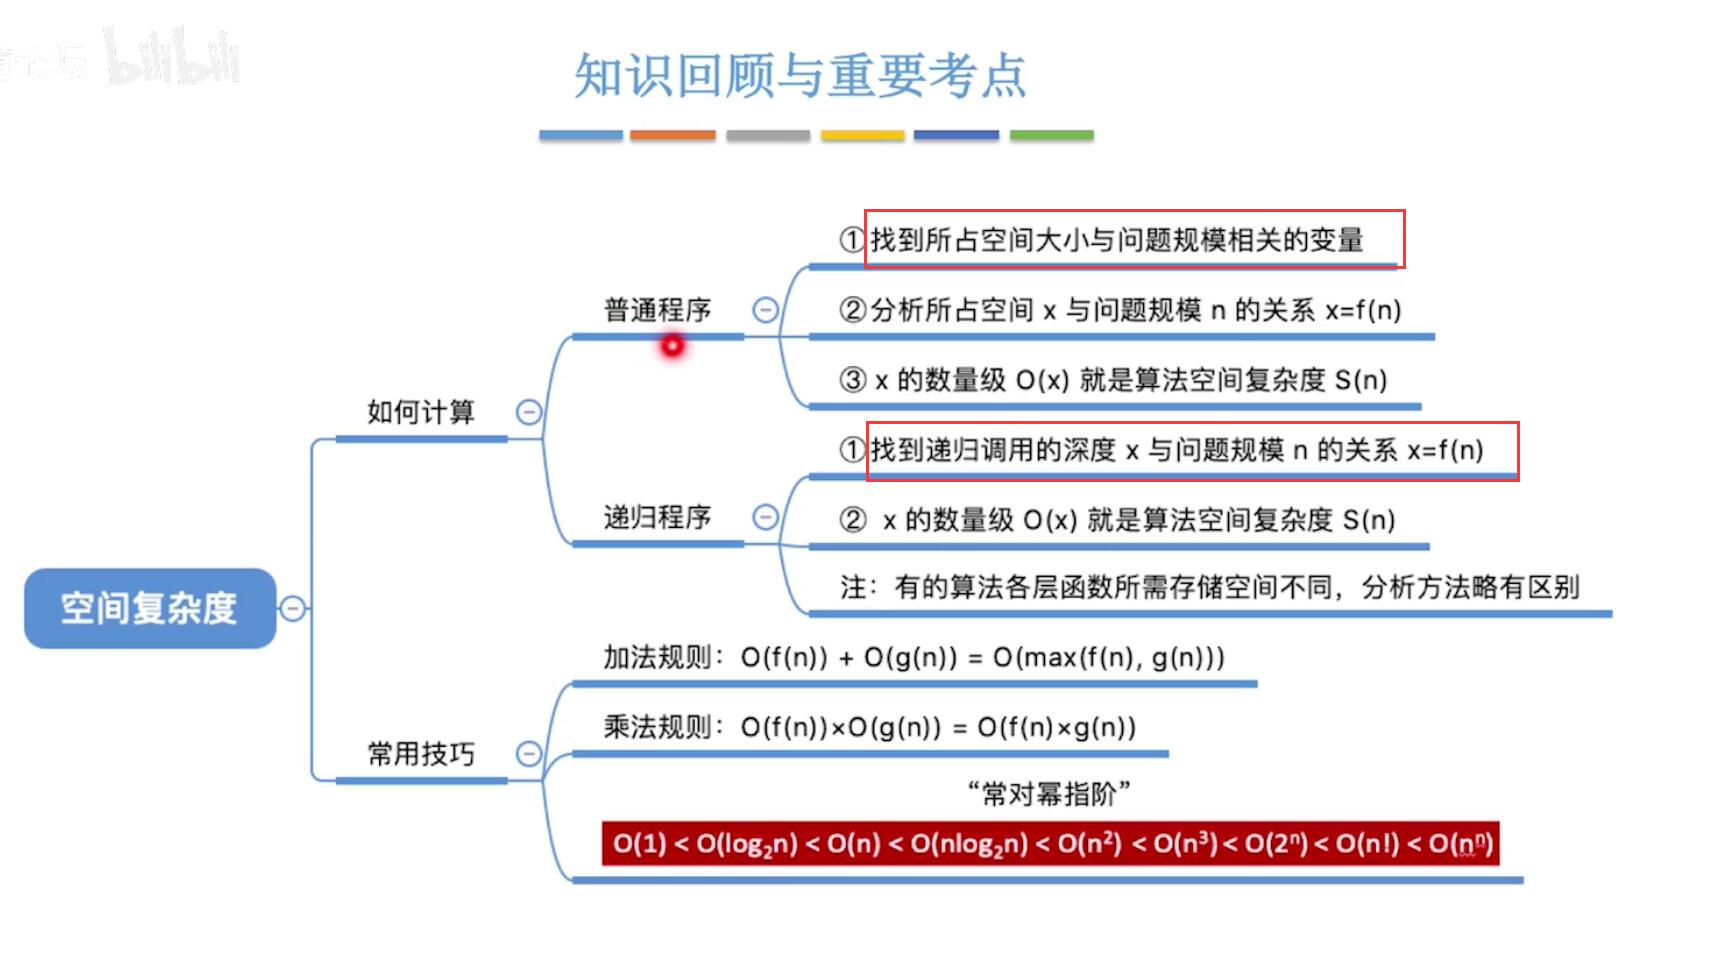 bilibili
知识回顾与重要考点
①找到所占空间大小与问题规模相关的变量
普通程序
②分析所占空间 x 与问题规模 n 的关系 x=f(n)
③ x 的数量级 O(x) 就是算法空间复杂度 S(n)
如何计算
①找到递归调用的深度 x 与问题规模 n 的关系 x=f(n)
递归程序
② x 的数量级 O(x) 就是算法空间复杂度 S(n)
注：有的算法各层函数所需存储空间不同，分析方法略有区别
空间复杂度
加法规则：O(f(n)) + O(g(n)) = O(max(f(n), g(n)))
乘法规则：O(f(n))×O(g(n)) = O(f(n)×g(n))
常用技巧
“常对幂指阶”
O(1) < O(log₂n) < O(n) < O(nlog₂n) < O(n²) < O(n³) < O(2ⁿ) < O(n!) < O(nⁿ)